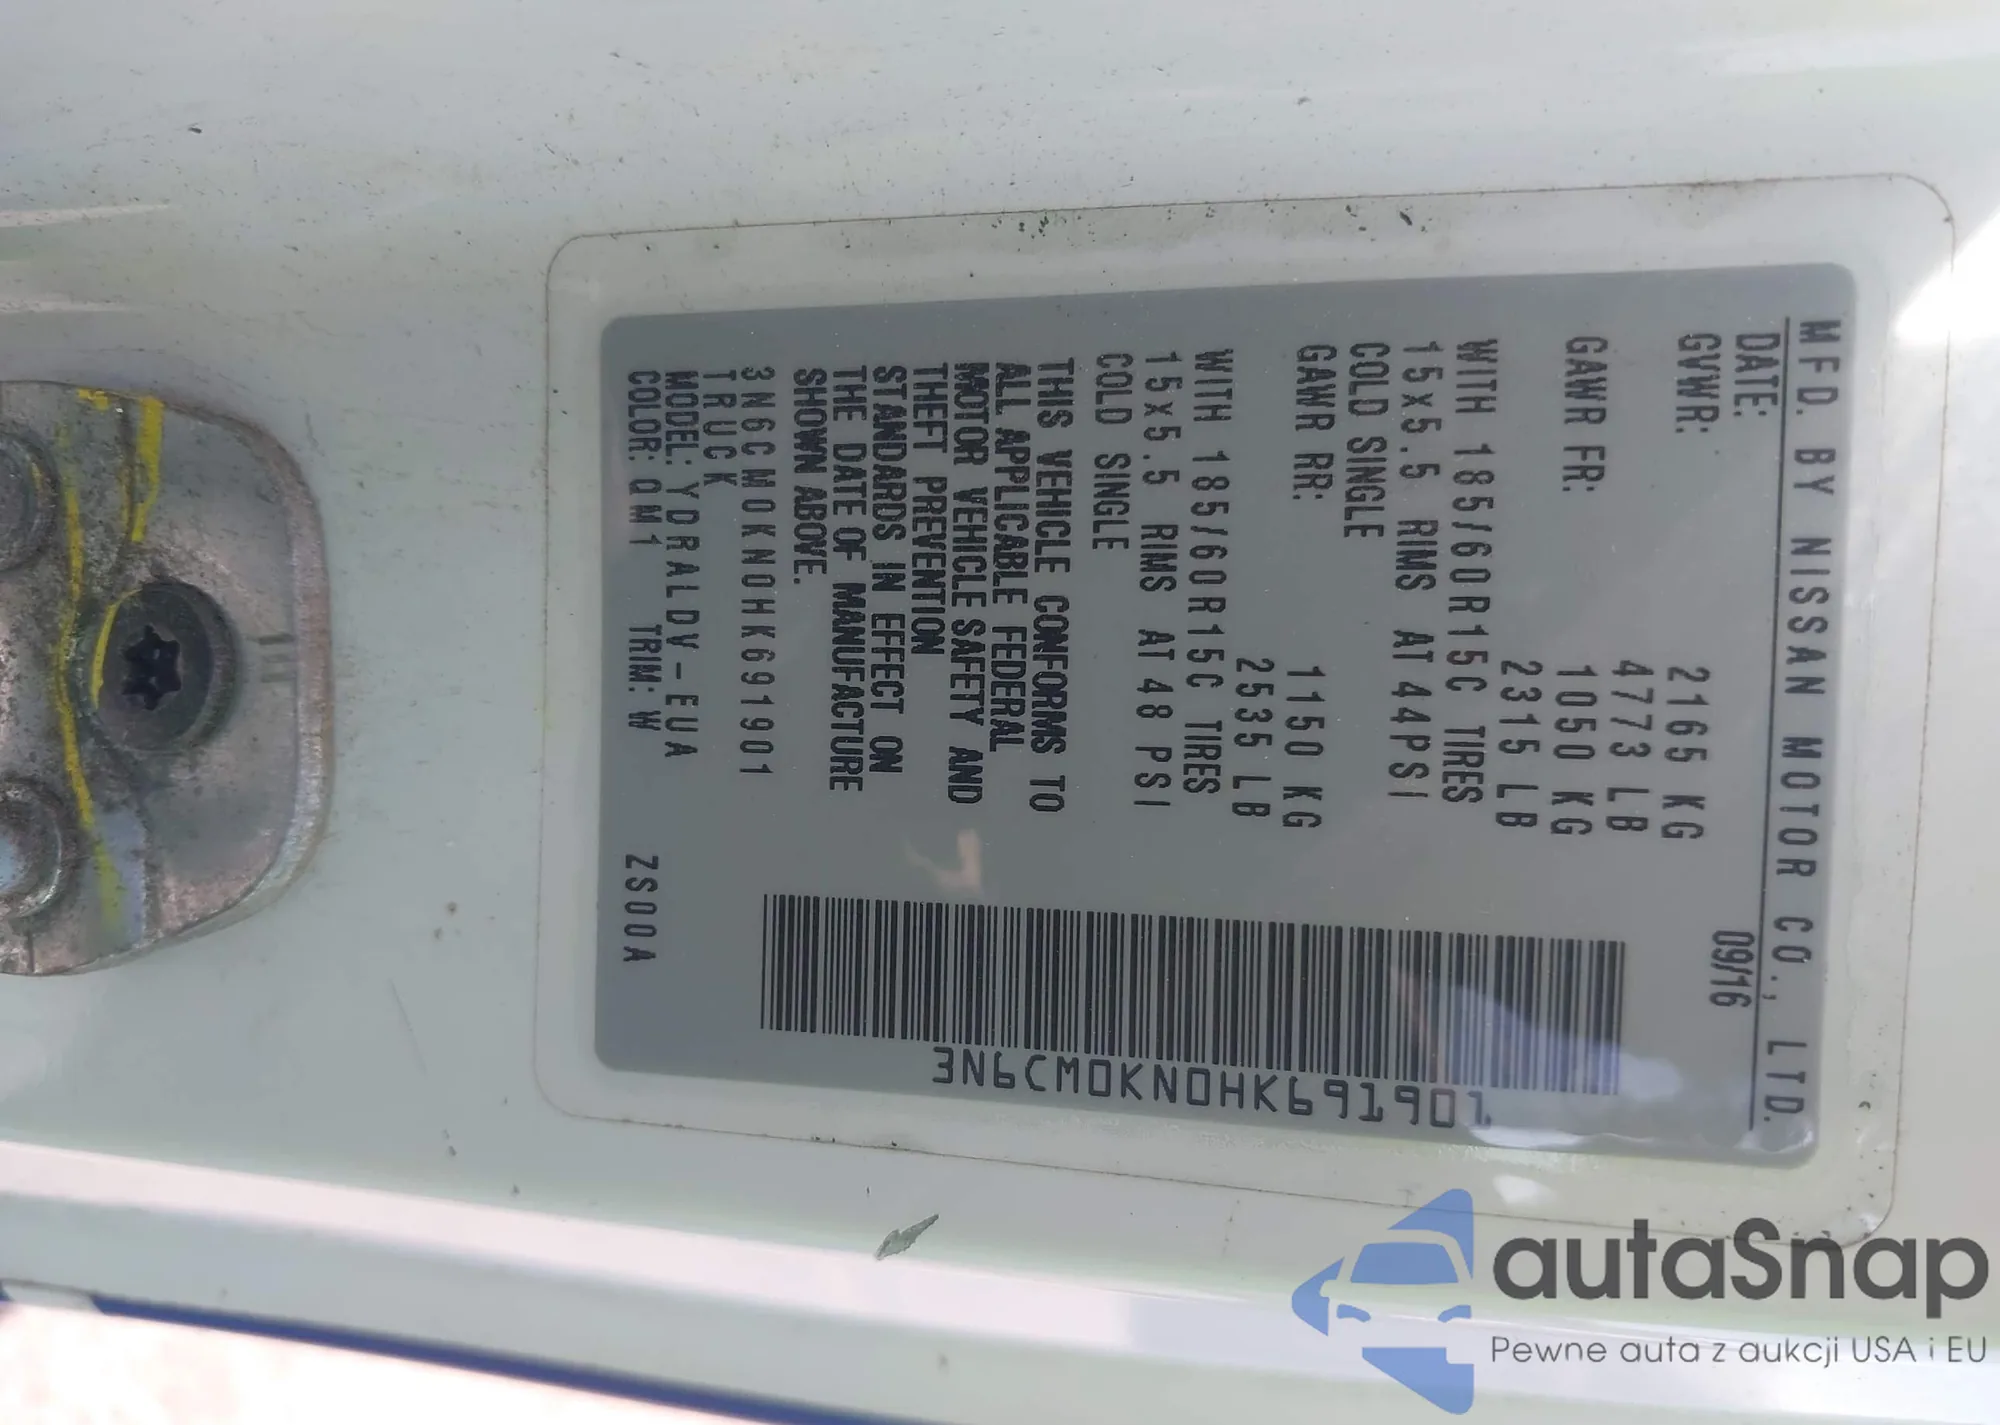 MFD. BY NISSAN MOTOR CO., LTD.
DATE: 09/16
GVWR: 2165 KG
4773 LB
GAWR FR: 1050 KG
2315 LB
WITH 185/60R15C TIRES
15x5.5 RIMS AT 44PSI
COLD SINGLE
GAWR RR: 1150 KG
2535 LB
WITH 185/60R15C TIRES
15x5.5 RIMS AT 48 PSI
COLD SINGLE
THIS VEHICLE CONFORMS TO
ALL APPLICABLE FEDERAL
MOTOR VEHICLE SAFETY AND
THEFT PREVENTION
STANDARDS IN EFFECT ON
THE DATE OF MANUFACTURE
SHOWN ABOVE.
3N6CM0KN0HK691901
TRUCK
MODEL: YDRALDV-EUA
COLOR: QM1 TRIM: W ZS00A
3N6CM0KN0HK691901
autaSnap
Pewne auta z aukcji USA i EU